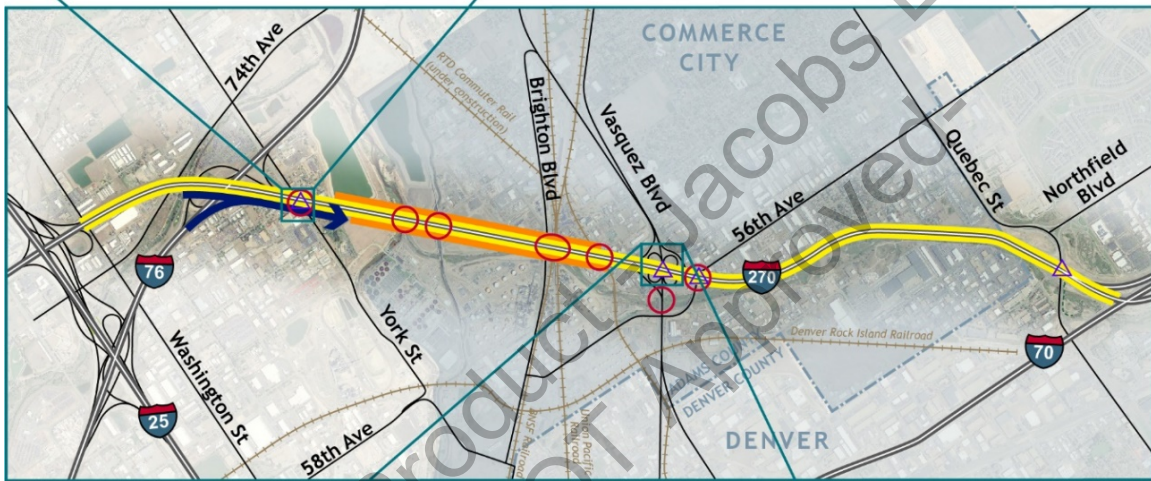 COMMERCE
CITY
74th Ave
RTD Commuter Rail
(under construction)
Brighton Blvd
Vasquez Blvd
Quebec St
Northfield
Blvd
56th Ave
76
270
Washington St
York St
Denver Rock Island Railroad
70
ADAMS COUNTY
DENVER COUNTY
25
58th Ave
BNSF Railroad
Union Pacific
Railroad
DENVER
Product Jacobs
OT Approved-